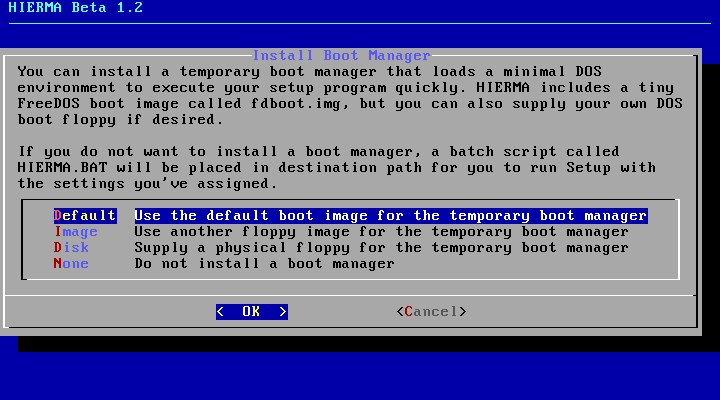 HIERMA Beta 1.2
Install Boot Manager
You can install a temporary boot manager that loads a minimal DOS
environment to execute your setup program quickly. HIERMA includes a tiny
FreeDOS boot image called fdboot.img, but you can also supply your own DOS
boot floppy if desired.
If you do not want to install a boot manager, a batch script called
HIERMA.BAT will be placed in destination path for you to run Setup with
the settings you've assigned.
Default Use the default boot image for the temporary boot manager
Image Use another floppy image for the temporary boot manager
Disk Supply a physical floppy for the temporary boot manager
None Do not install a boot manager
< OK > <Cancel>